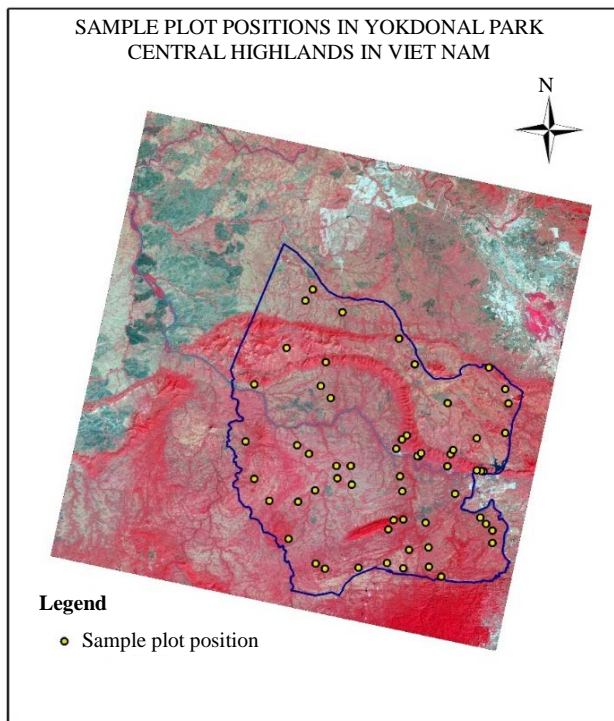 SAMPLE PLOT POSITIONS IN YOKDONAL PARK
CENTRAL HIGHLANDS IN VIET NAM
N
Legend
Sample plot position